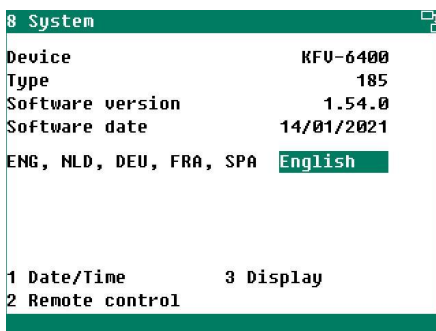 8 System
Device KFV-6400
Type 185
Software version 1.54.0
Software date 14/01/2021
ENG, NLD, DEU, FRA, SPA English
1 Date/Time 3 Display
2 Remote control